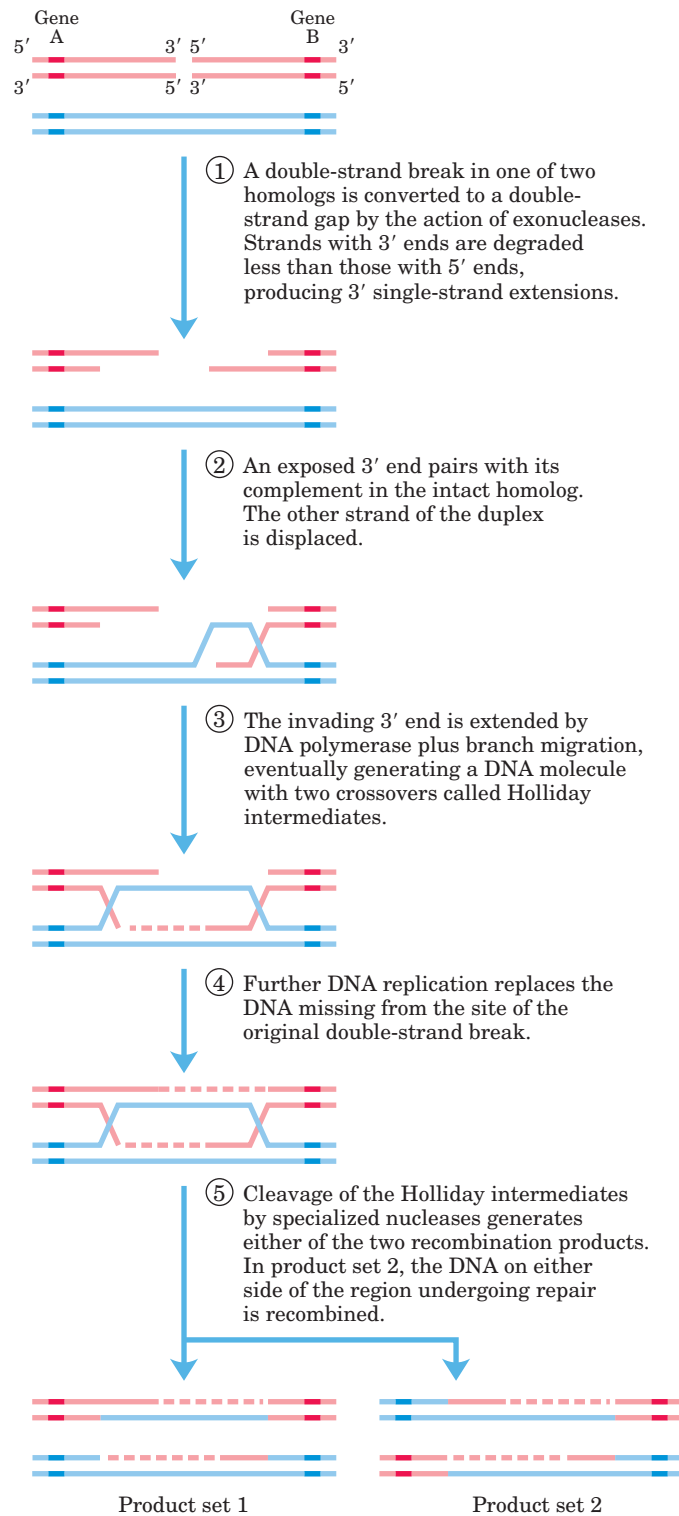 Gene Gene
A B
5′ 3′ 5′ 3′
3′ 5′ 3′ 5′
1 A double-strand break in one of two
homologs is converted to a double-
strand gap by the action of exonucleases.
Strands with 3′ ends are degraded
less than those with 5′ ends,
producing 3′ single-strand extensions.
2 An exposed 3′ end pairs with its
complement in the intact homolog.
The other strand of the duplex
is displaced.
3 The invading 3′ end is extended by
DNA polymerase plus branch migration,
eventually generating a DNA molecule
with two crossovers called Holliday
intermediates.
4 Further DNA replication replaces the
DNA missing from the site of the
original double-strand break.
5 Cleavage of the Holliday intermediates
by specialized nucleases generates
either of the two recombination products.
In product set 2, the DNA on either
side of the region undergoing repair
is recombined.
Product set 1 Product set 2